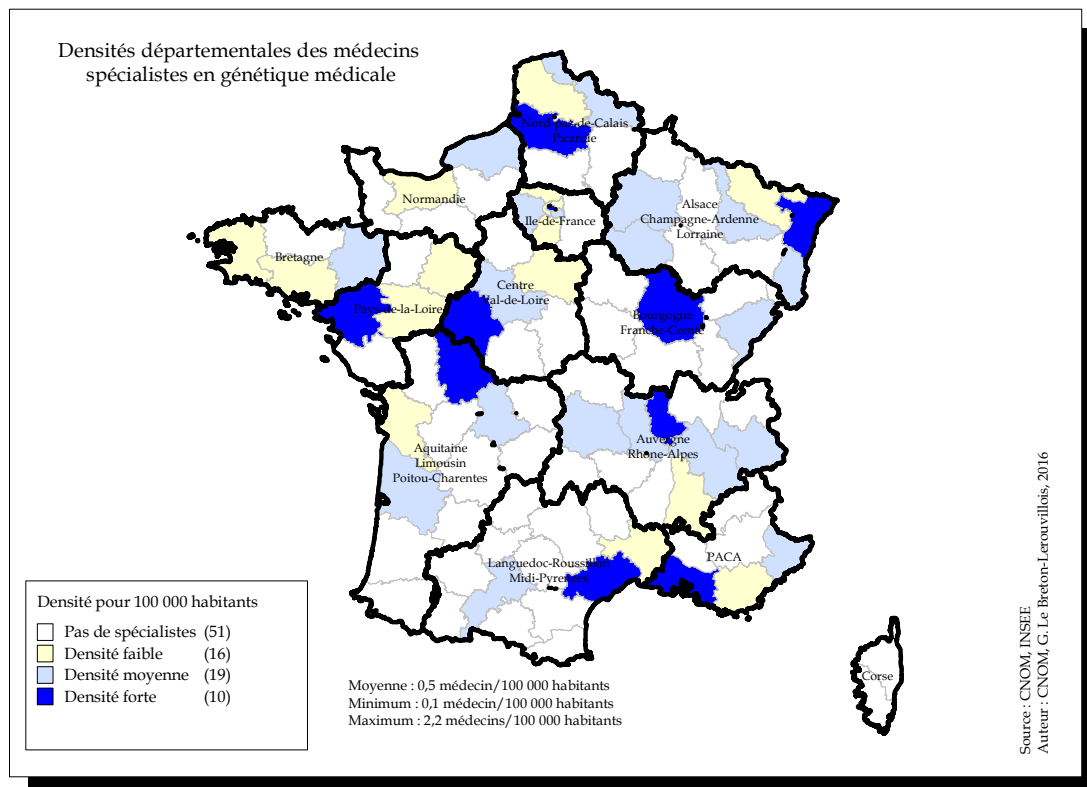 Densités départementales des médecins
spécialistes en génétique médicale
Nord-pas-de-Calais
Picardie
Normandie
Ile-de-France
Alsace
Champagne-Ardenne
Lorraine
Bretagne
Centre
Val-de-Loire
Pays-de-la-Loire
Bourgogne
Franche-Comté
Auvergne
Rhone-Alpes
Aquitaine
Limousin
Poitou-Charentes
PACA
Languedoc-Roussillon
Midi-Pyrenées
Corse
Densité pour 100 000 habitants
Pas de spécialistes (51)
Densité faible (16)
Densité moyenne (19)
Densité forte (10)
Moyenne : 0,5 médecin/100 000 habitants
Minimum : 0,1 médecin/100 000 habitants
Maximum : 2,2 médecins/100 000 habitants
Source : CNOM, INSEE
Auteur : CNOM, G. Le Breton-Lerouvillois, 2016